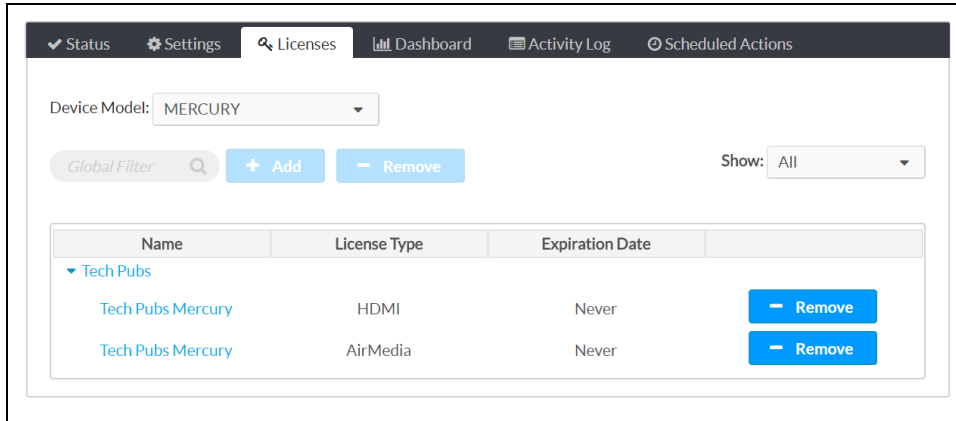 Status Settings Licenses Dashboard Activity Log Scheduled Actions
Device Model: MERCURY
Global Filter + Add − Remove Show: All
Name License Type Expiration Date
Tech Pubs
Tech Pubs Mercury HDMI Never − Remove
Tech Pubs Mercury AirMedia Never − Remove